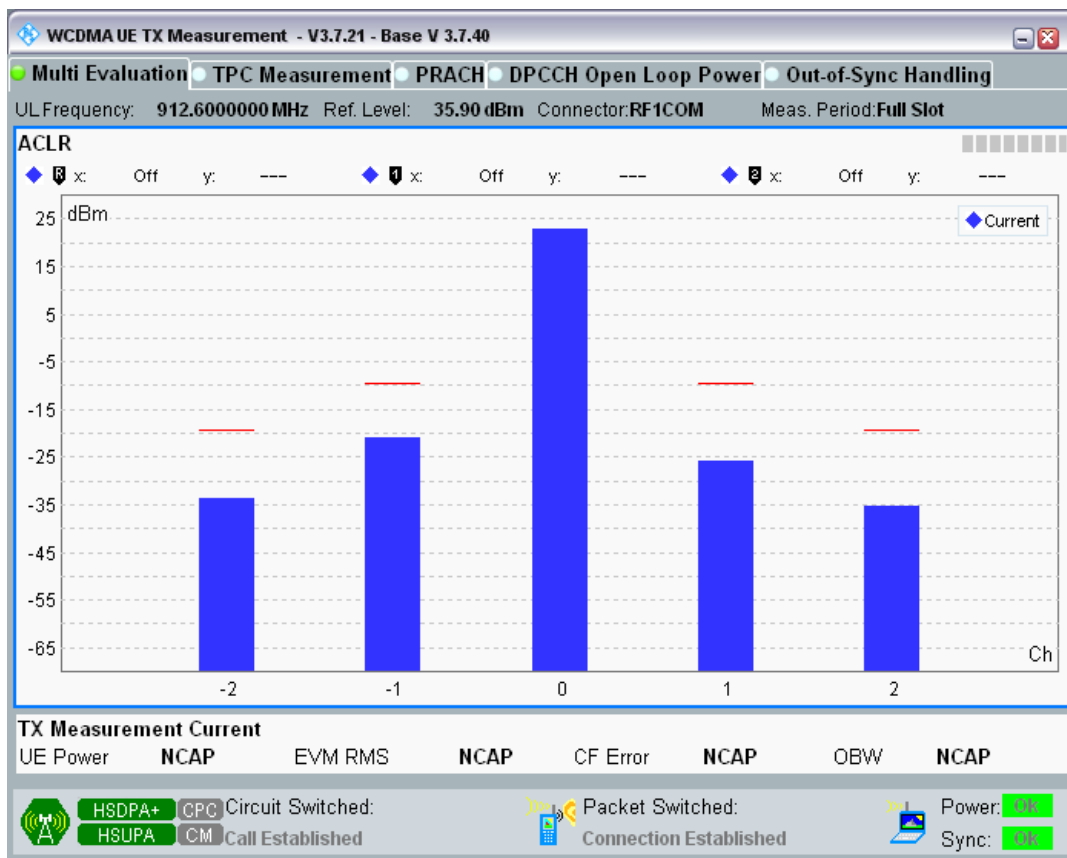 WCDMA UE TX Measurement - V3.7.21 - Base V 3.7.40
Multi Evaluation TPC Measurement PRACH DPCCH Open Loop Power Out-of-Sync Handling
UL Frequency: 912.6000000 MHz Ref. Level: 35.90 dBm Connector:RF1COM Meas. Period:Full Slot
ACLR
R x: Off y: --- 1 x: Off y: --- 2 x: Off y: ---
dBm
Current
25
15
5
-5
-15
-25
-35
-45
-55
-65
Ch
-2 -1 0 1 2
TX Measurement Current
UE Power NCAP EVM RMS NCAP CF Error NCAP OBW NCAP
HSDPA+ CPC Circuit Switched: Packet Switched: Power: Ok
HSUPA CM Call Established Connection Established Sync: Ok